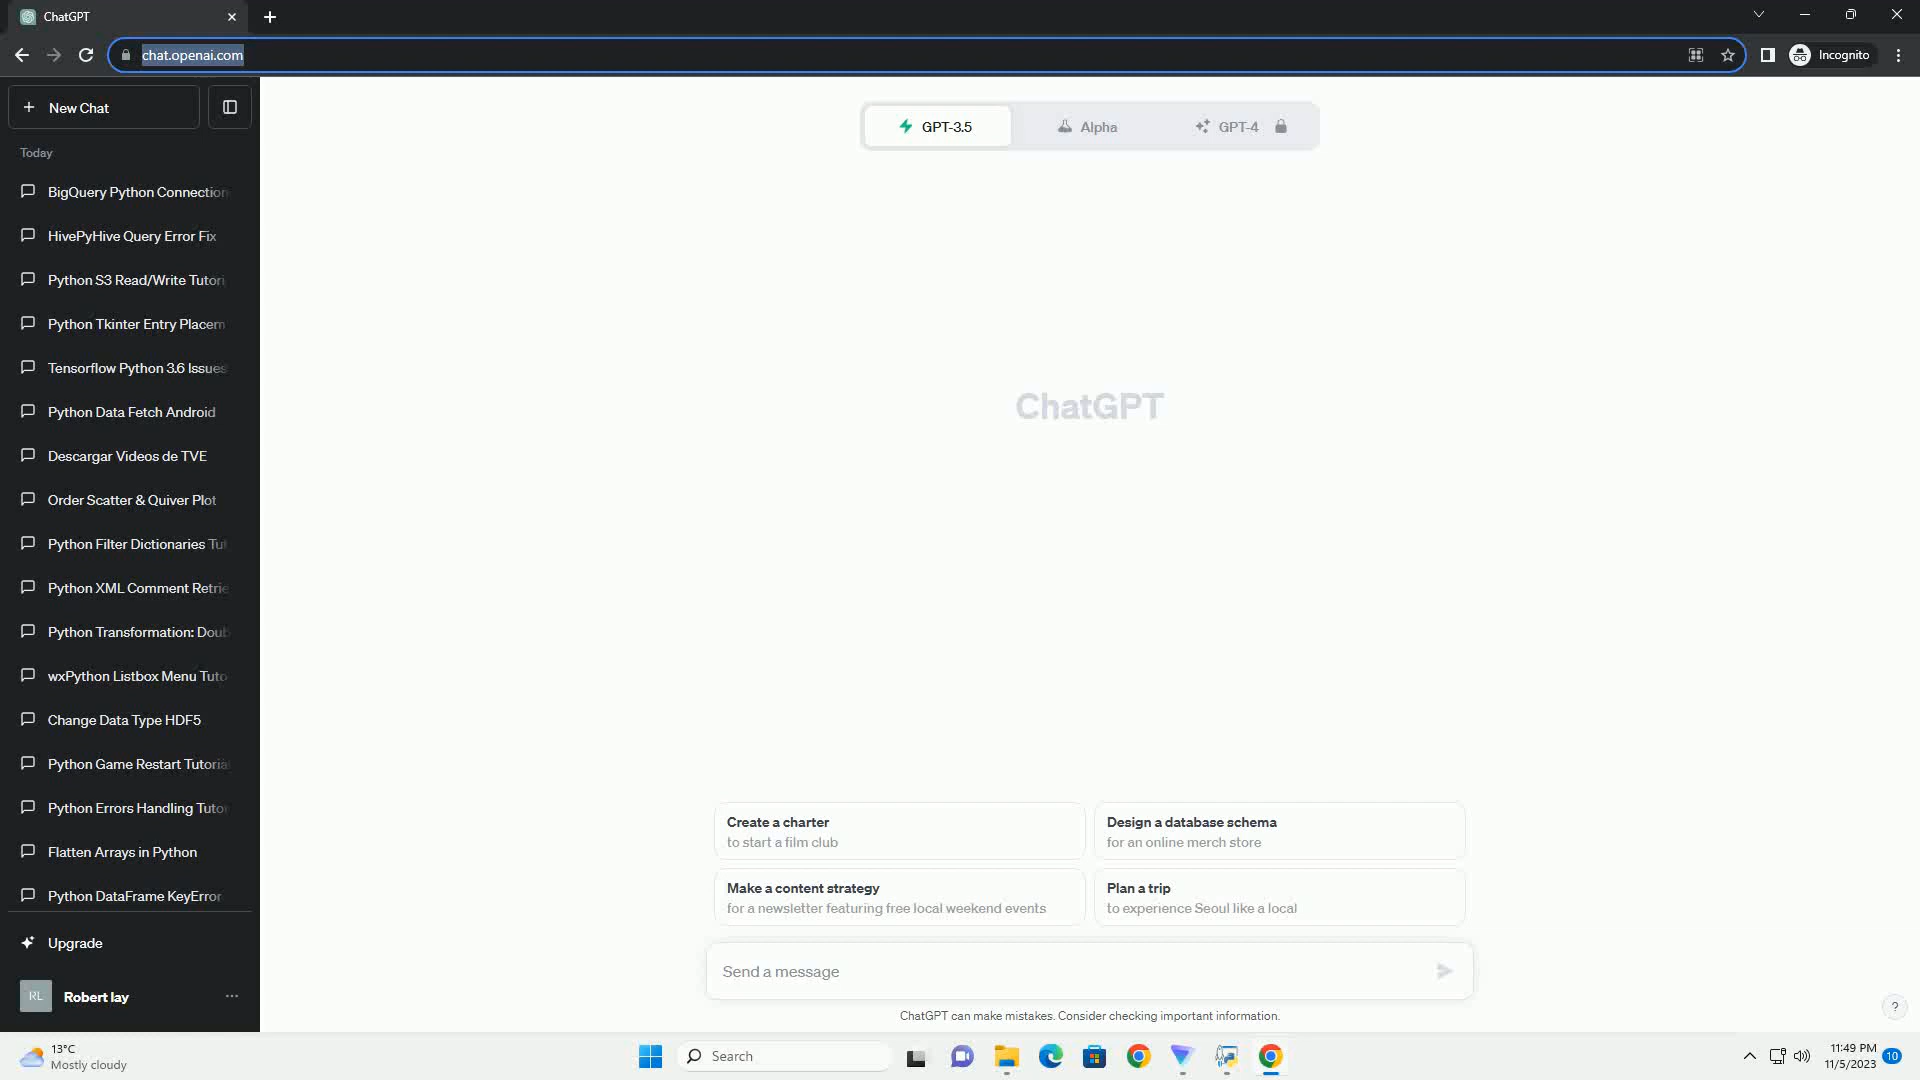 ChatGPT
chat.openai.com
Incognito
New Chat
Today
BigQuery Python Connection
HivePyHive Query Error Fix
Python S3 Read/Write Tutori
Python Tkinter Entry Placem
Tensorflow Python 3.6 Issues
Python Data Fetch Android
Descargar Videos de TVE
Order Scatter & Quiver Plot
Python Filter Dictionaries Tut
Python XML Comment Retrie
Python Transformation: Doub
wxPython Listbox Menu Tuto
Change Data Type HDF5
Python Game Restart Tutorial
Python Errors Handling Tutor
Flatten Arrays in Python
Python DataFrame KeyError
Upgrade
RL Robert lay
GPT-3.5 Alpha GPT-4
ChatGPT
Create a charter
to start a film club
Design a database schema
for an online merch store
Make a content strategy
for a newsletter featuring free local weekend events
Plan a trip
to experience Seoul like a local
Send a message
ChatGPT can make mistakes. Consider checking important information.
?
13°C
Mostly cloudy
Search
11:49 PM
11/5/2023
10